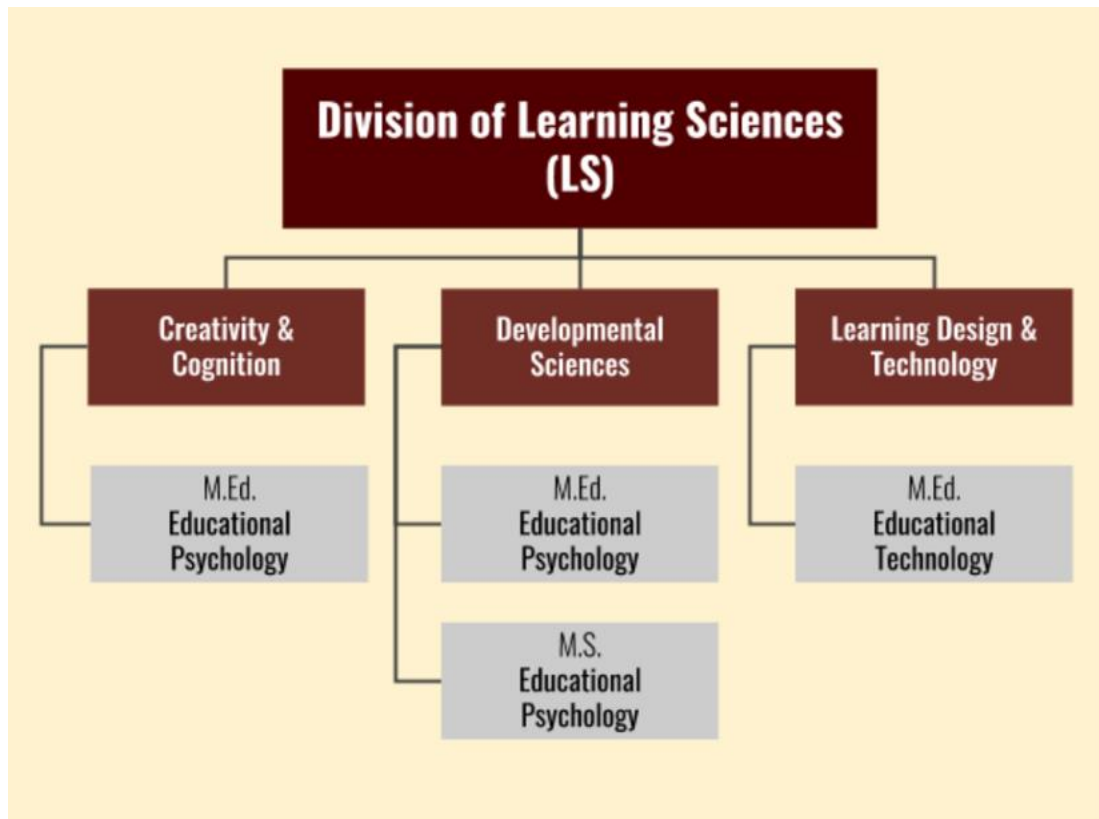 Division of Learning Sciences
(LS)
Creativity &
Cognition
Developmental
Sciences
Learning Design &
Technology
M.Ed.
Educational
Psychology
M.Ed.
Educational
Psychology
M.Ed.
Educational
Technology
M.S.
Educational
Psychology